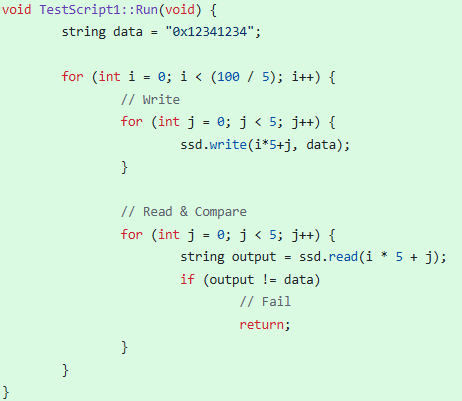 void TestScript1::Run(void) {
        string data = "0x12341234";

        for (int i = 0; i < (100 / 5); i++) {
                // Write
                for (int j = 0; j < 5; j++) {
                        ssd.write(i*5+j, data);
                }

                // Read & Compare
                for (int j = 0; j < 5; j++) {
                        string output = ssd.read(i * 5 + j);
                        if (output != data)
                                // Fail
                                return;
                }
        }
}